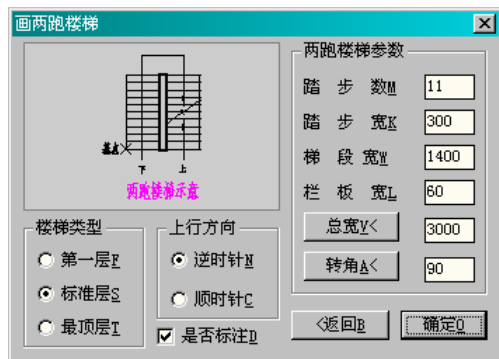 画两跑楼梯
基点
下 上
两跑楼梯示意
楼梯类型
第一层F
标准层S
最顶层T
上行方向
逆时针N
顺时针C
是否标注D
两跑楼梯参数
踏 步 数M 11
踏 步 宽K 300
梯 段 宽W 1400
栏 板 宽L 60
总宽V< 3000
转角A< 90
<返回B 确定O